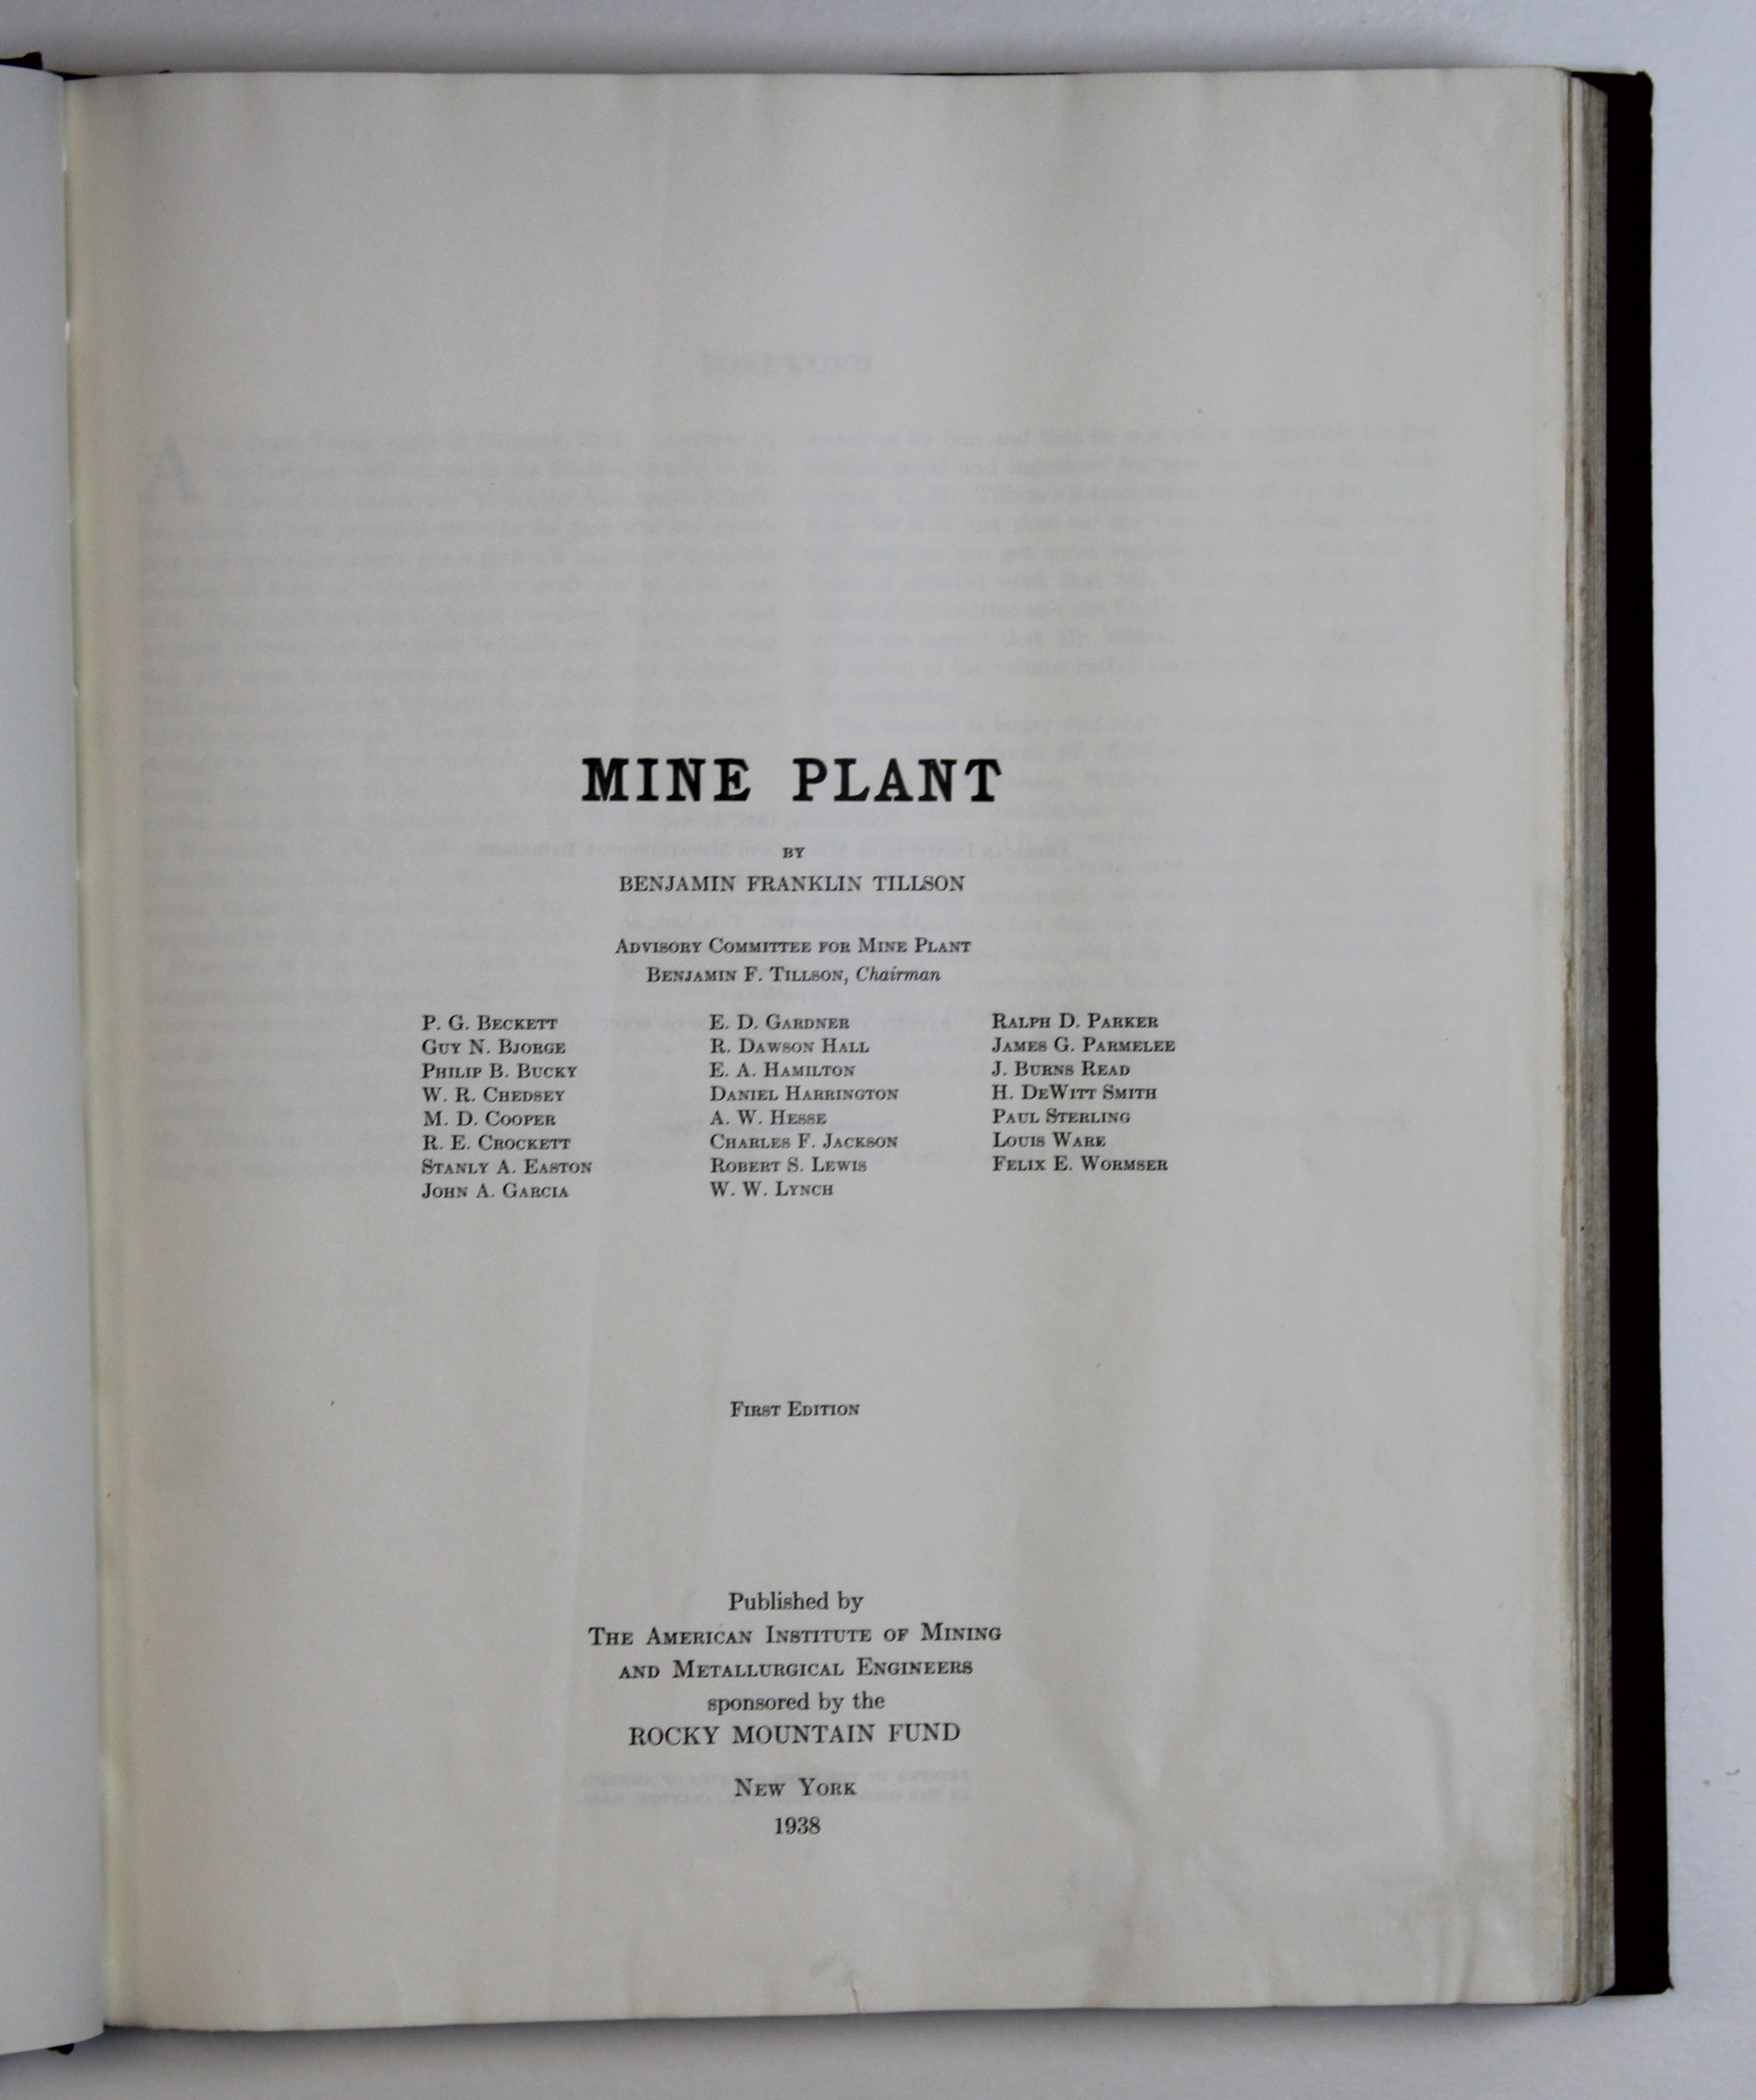 MINE PLANT
BY
BENJAMIN FRANKLIN TILLSON
ADVISORY COMMITTEE FOR MINE PLANT
BENJAMIN F. TILLSON, Chairman
P. G. BECKETT
GUY N. BJORGE
PHILIP B. BUCKY
W. R. CHEDSEY
M. D. COOPER
R. E. CROCKETT
STANLY A. EASTON
JOHN A. GARCIA
E. D. GARDNER
R. DAWSON HALL
E. A. HAMILTON
DANIEL HARRINGTON
A. W. HESSE
CHARLES F. JACKSON
ROBERT S. LEWIS
W. W. LYNCH
RALPH D. PARKER
JAMES G. PARMELEE
J. BURNS READ
H. DEWITT SMITH
PAUL STERLING
LOUIS WARE
FELIX E. WORMSER
FIRST EDITION
Published by
THE AMERICAN INSTITUTE OF MINING
AND METALLURGICAL ENGINEERS
sponsored by the
ROCKY MOUNTAIN FUND
NEW YORK
1938